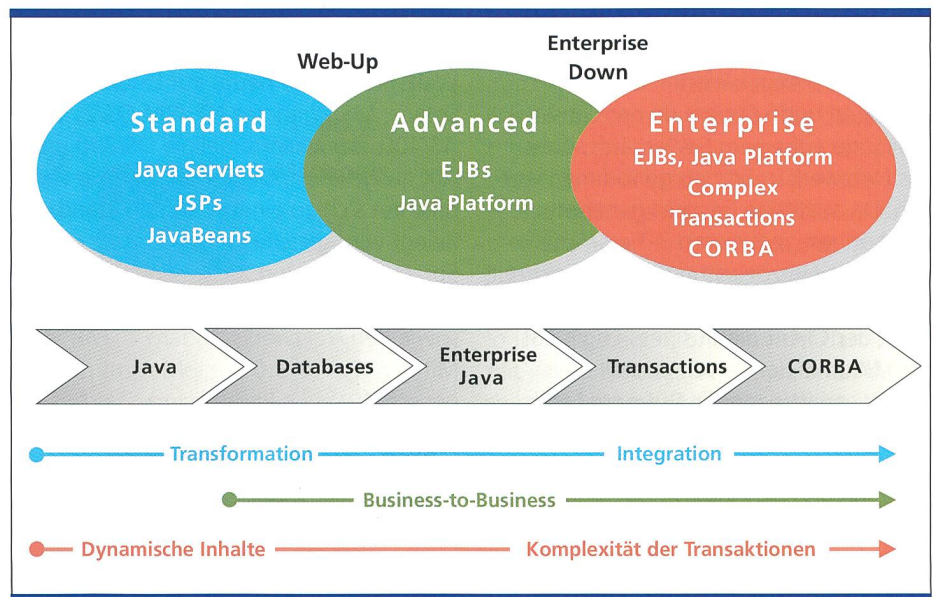 Web-Up
Enterprise
Down
Standard
Java Servlets
JSPs
JavaBeans
Advanced
EJBs
Java Platform
Enterprise
EJBs, Java Platform
Complex
Transactions
CORBA
Java
Databases
Enterprise
Java
Transactions
CORBA
Transformation
Integration
Business-to-Business
Dynamische Inhalte
Komplexität der Transaktionen